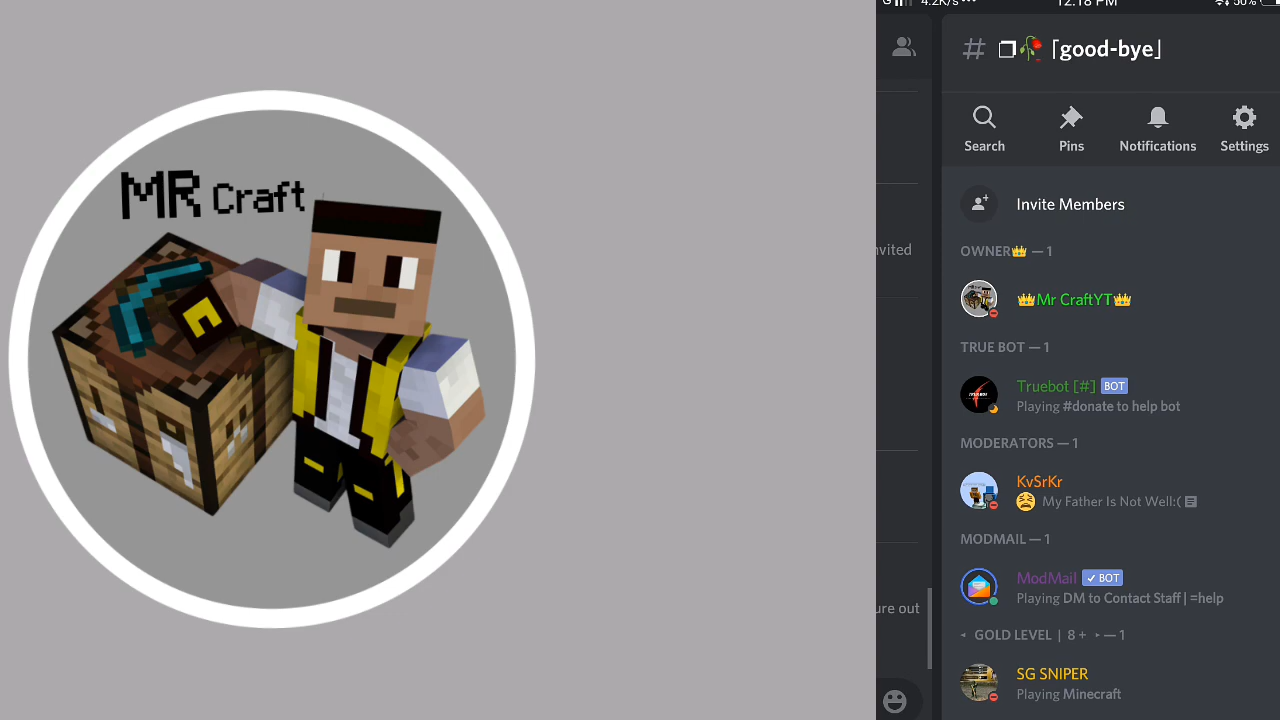 MR Craft
4.2K/s
12:18 PM
50%
# ❐🥀 ｢good-bye｣
Search
Pins
Notifications
Settings
Invite Members
nvited
OWNER👑 — 1
👑Mr CraftYT👑
TRUE BOT — 1
Truebot [#] BOT
Playing #donate to help bot
MODERATORS — 1
KvSrKr
😫 My Father Is Not Well:(
MODMAIL — 1
ModMail ✔ BOT
Playing DM to Contact Staff | =help
ure out
GOLD LEVEL | 8 + — 1
SG SNIPER
Playing Minecraft